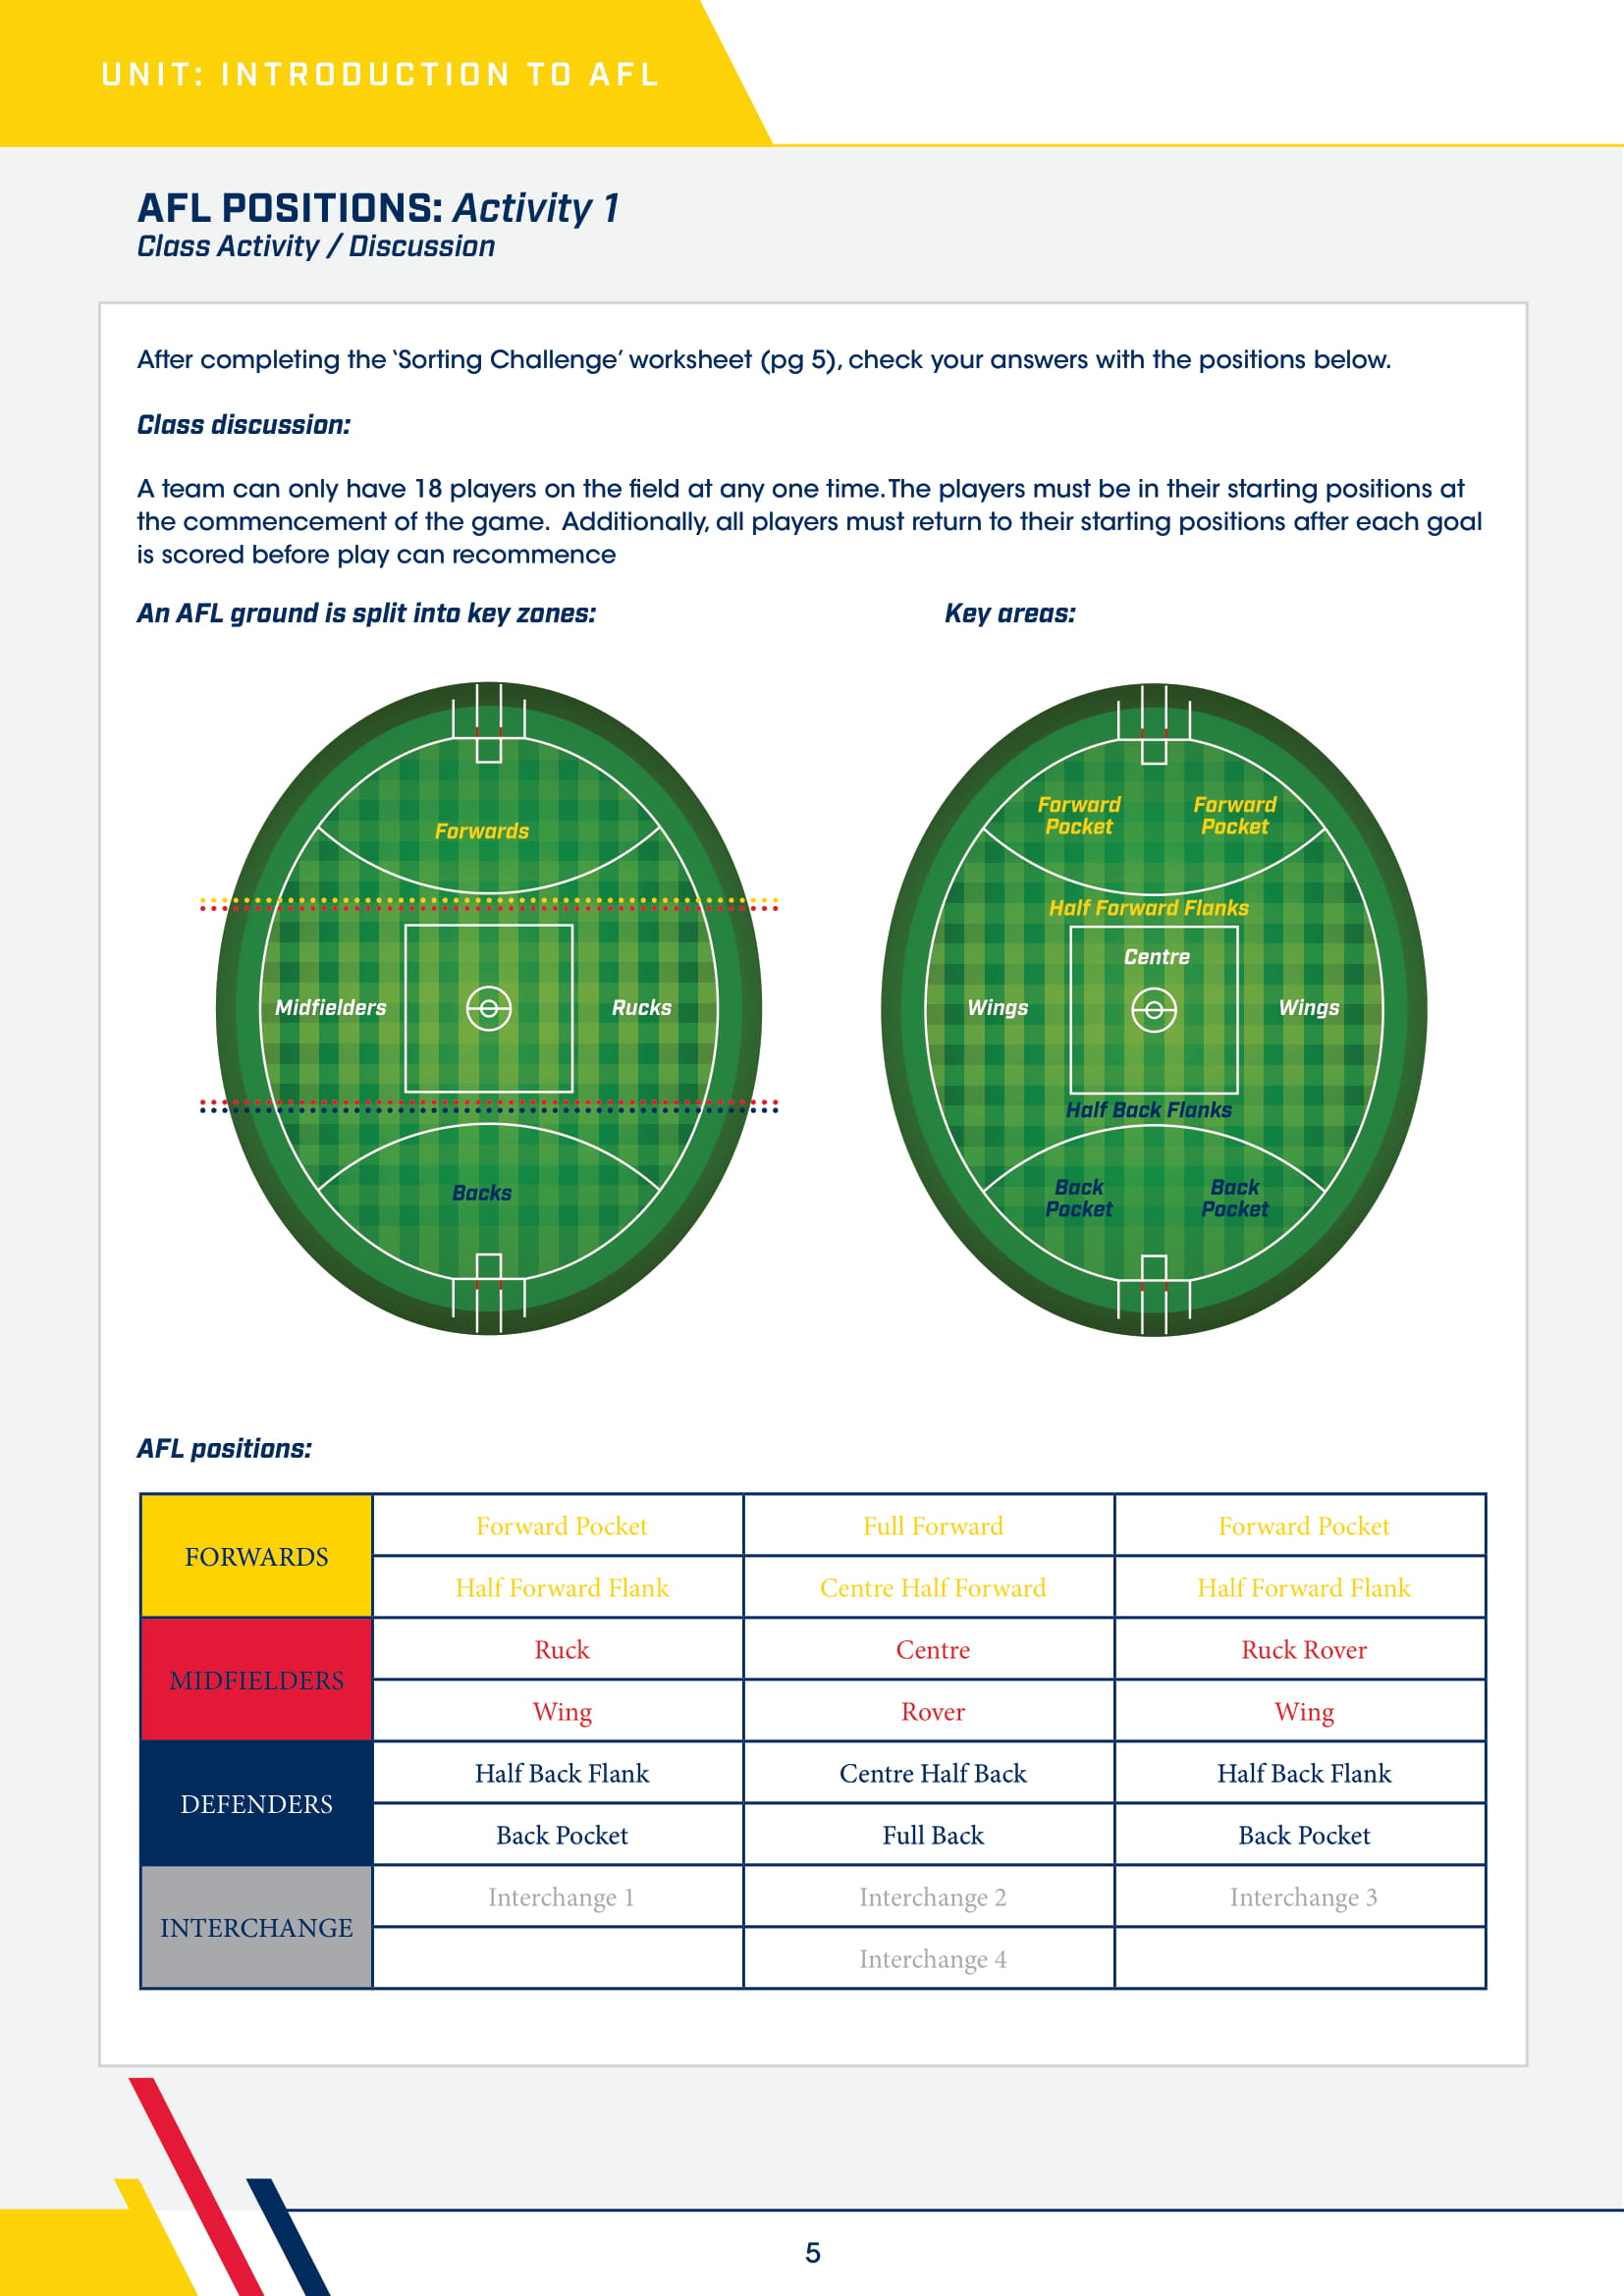 UNIT: INTRODUCTION TO AFL
AFL POSITIONS: Activity 1
Class Activity / Discussion
After completing the ‘Sorting Challenge’ worksheet (pg 5), check your answers with the positions below.
Class discussion:
A team can only have 18 players on the field at any one time. The players must be in their starting positions at
the commencement of the game.  Additionally, all players must return to their starting positions after each goal
is scored before play can recommence
An AFL ground is split into key zones:
Forwards
Midfielders
Rucks
Backs
Key areas:
Forward
Pocket
Forward
Pocket
Half Forward Flanks
Centre
Wings
Wings
Half Back Flanks
Back
Pocket
Back
Pocket
AFL positions:
FORWARDS
Forward Pocket
Full Forward
Forward Pocket
Half Forward Flank
Centre Half Forward
Half Forward Flank
MIDFIELDERS
Ruck
Centre
Ruck Rover
Wing
Rover
Wing
DEFENDERS
Half Back Flank
Centre Half Back
Half Back Flank
Back Pocket
Full Back
Back Pocket
INTERCHANGE
Interchange 1
Interchange 2
Interchange 3
Interchange 4
5